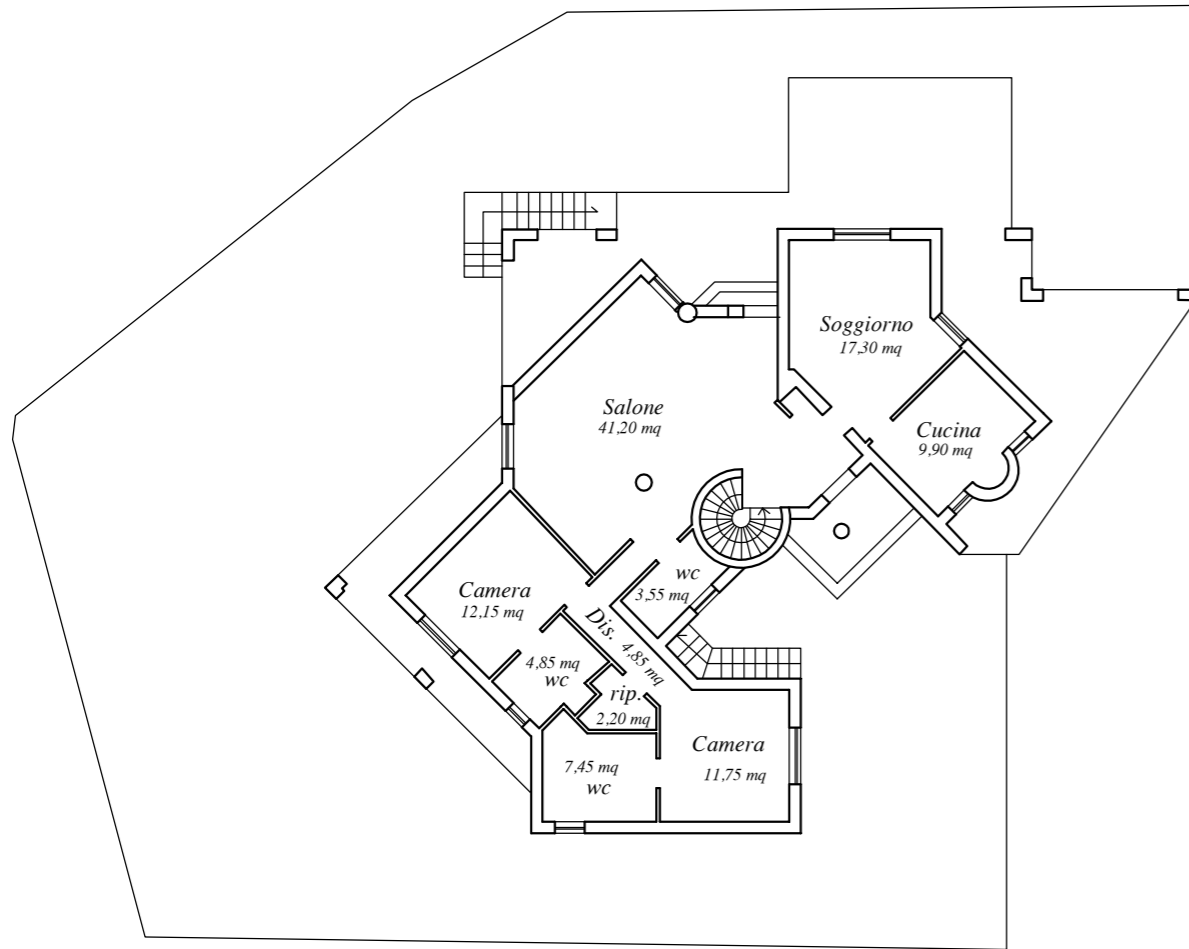 Soggiorno
17,30 mq
Salone
41,20 mq
Cucina
9,90 mq
wc
3,55 mq
Camera
12,15 mq
Dis.
4,85 mq
4,85 mq
wc
rip.
2,20 mq
Camera
11,75 mq
7,45 mq
wc